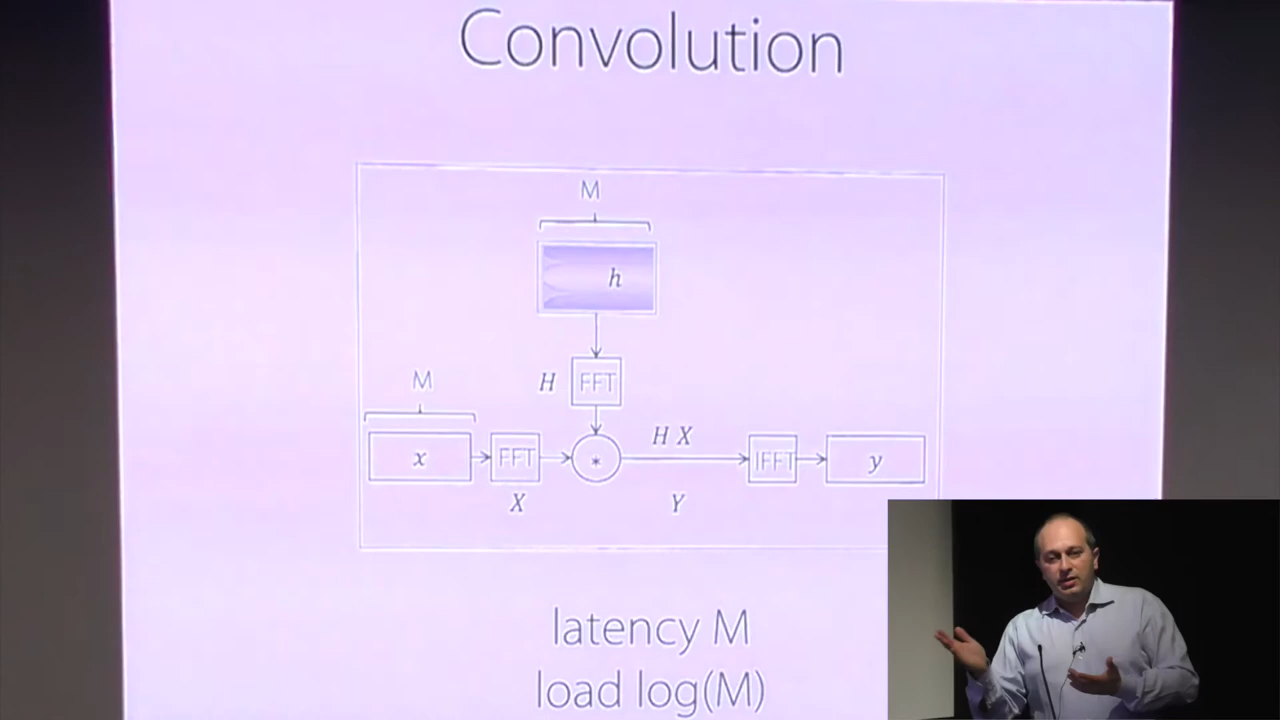 Convolution
M
h
H FFT
M
x FFT * H X IFFT y
X Y
latency M
load log(M)